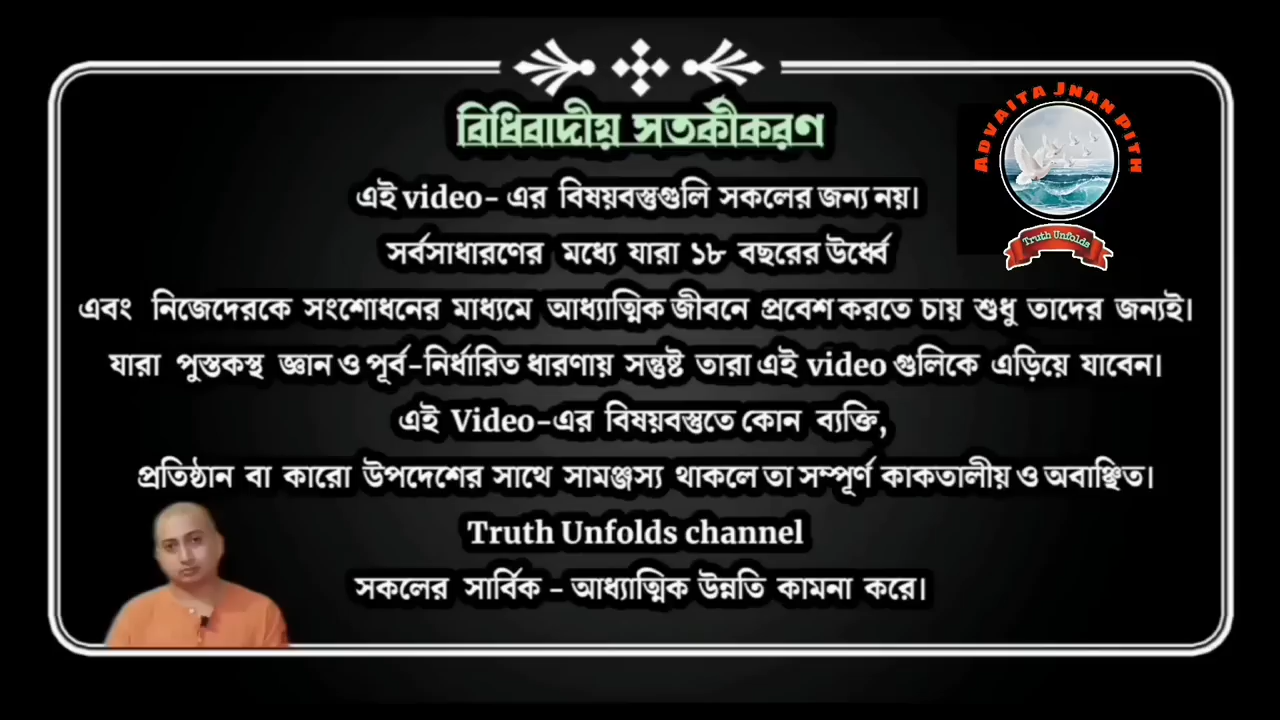 বিধিবাদীয় সতর্কীকরণ
ADVAITA JNAN PITH
Truth Unfolds
এই video- এর বিষয়বস্তুগুলি সকলের জন্য নয়।
সর্বসাধারণের মধ্যে যারা ১৮ বছরের উর্ধ্বে
এবং নিজেদেরকে সংশোধনের মাধ্যমে আধ্যাত্মিক জীবনে প্রবেশ করতে চায় শুধু তাদের জন্যই।
যারা পুস্তকস্থ জ্ঞান ও পূর্ব-নির্ধারিত ধারণায় সন্তুষ্ট তারা এই video গুলিকে এড়িয়ে যাবেন।
এই Video-এর বিষয়বস্তুতে কোন ব্যক্তি,
প্রতিষ্ঠান বা কারো উপদেশের সাথে সামঞ্জস্য থাকলে তা সম্পূর্ণ কাকতালীয় ও অবাঞ্ছিত।
Truth Unfolds channel
সকলের সার্বিক - আধ্যাত্মিক উন্নতি কামনা করে।